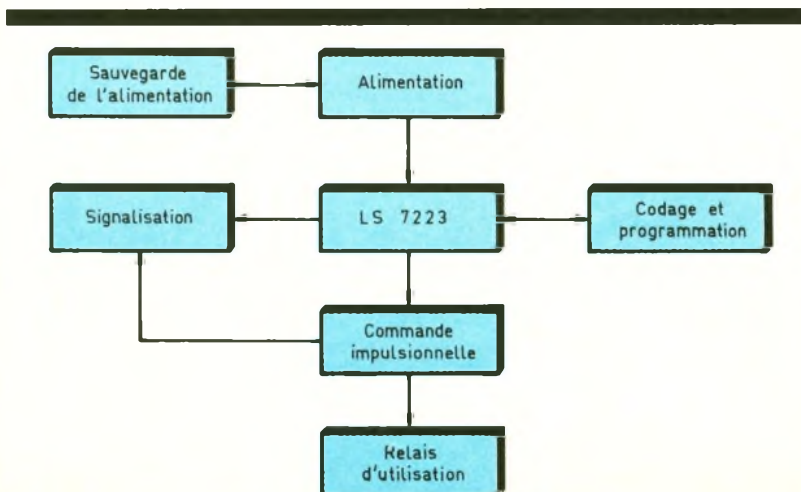 Sauvegarde
de l'alimentation
Alimentation
Signalisation
LS 7223
Codage et
programmation
Commande
impulsionnelle
Relais
d'utilisation